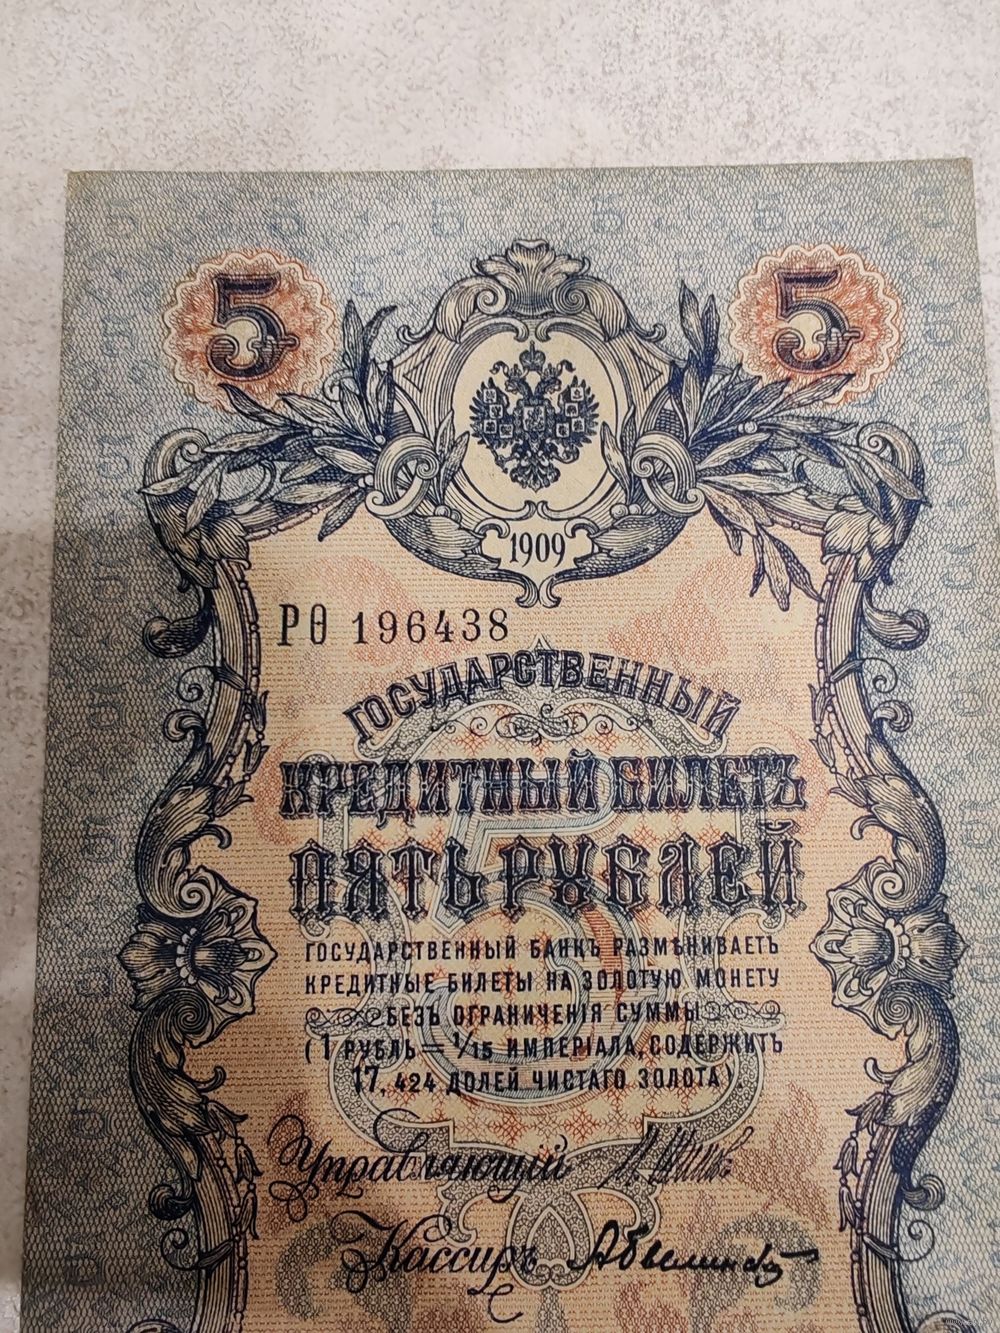 5 5
1909
РѲ 196438
ГОСУДАРСТВЕННЫЙ
КРЕДИТНЫЙ БИЛЕТЪ
ПЯТЬ РУБЛЕЙ
ГОСУДАРСТВЕННЫЙ БАНКЪ РАЗМѢНИВАЕТЪ
КРЕДИТНЫЕ БИЛЕТЫ НА ЗОЛОТУЮ МОНЕТУ
БЕЗЪ ОГРАНИЧЕНІЯ СУММЫ
(1 РУБЛЬ = 1/15 ИМПЕРІАЛА, СОДЕРЖИТЪ
17,424 ДОЛЕЙ ЧИСТАГО ЗОЛОТА)
Управляющій
Кассиръ